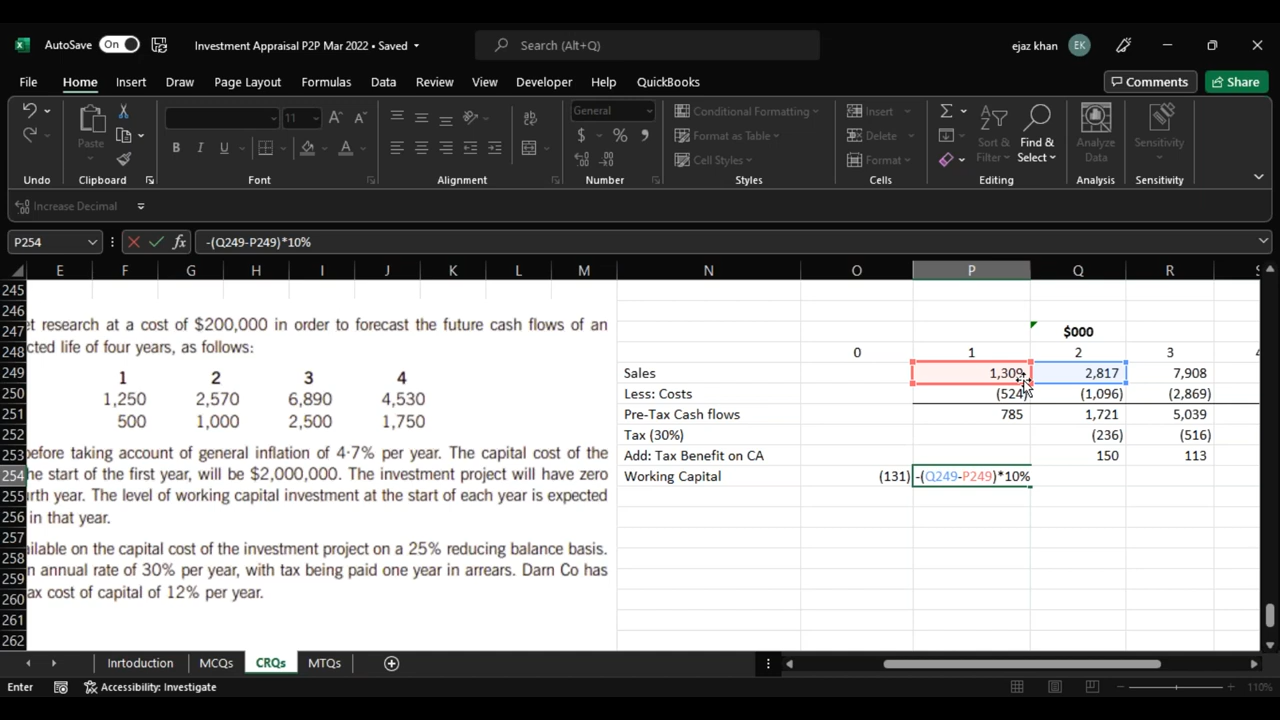 AutoSave On Investment Appraisal P2P Mar 2022 • Saved Search (Alt+Q) ejaz khan EK
File Home Insert Draw Page Layout Formulas Data Review View Developer Help QuickBooks Comments Share
11 General Conditional Formatting Insert
Paste Format as Table Delete Sort & Find & Analyze Sensitivity
B I U Cell Styles Format Filter Select Data
Undo Clipboard Font Alignment Number Styles Cells Editing Analysis Sensitivity
Increase Decimal
P254 fx -(Q249-P249)*10%
E F G H I J K L M N O P Q R
245
246
247 t research at a cost of $200,000 in order to forecast the future cash flows of an $000
248 cted life of four years, as follows: 0 1 2 3
249 1 2 3 4 Sales 1,309 2,817 7,908
250 1,250 2,570 6,890 4,530 Less: Costs (524) (1,096) (2,869)
251 500 1,000 2,500 1,750 Pre-Tax Cash flows 785 1,721 5,039
252 Tax (30%) (236) (516)
253 before taking account of general inflation of 4·7% per year. The capital cost of the Add: Tax Benefit on CA 150 113
254 he start of the first year, will be $2,000,000. The investment project will have zero Working Capital (131) -(Q249-P249)*10%
255 rth year. The level of working capital investment at the start of each year is expected
256 in that year.
257
258 ilable on the capital cost of the investment project on a 25% reducing balance basis.
259 n annual rate of 30% per year, with tax being paid one year in arrears. Darn Co has
260 ax cost of capital of 12% per year.
261
262
Inrtoduction MCQs CRQs MTQs
Enter Accessibility: Investigate 110%